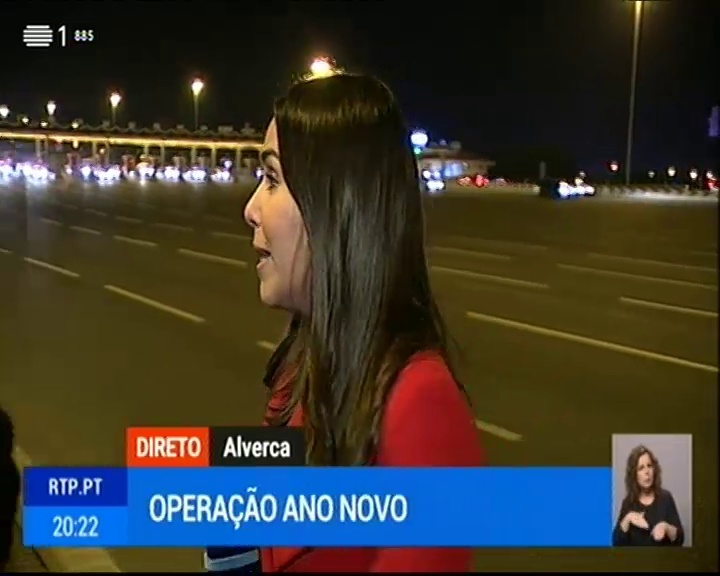 1 885
DIRETO Alverca
RTP.PT
OPERAÇÃO ANO NOVO
20:22